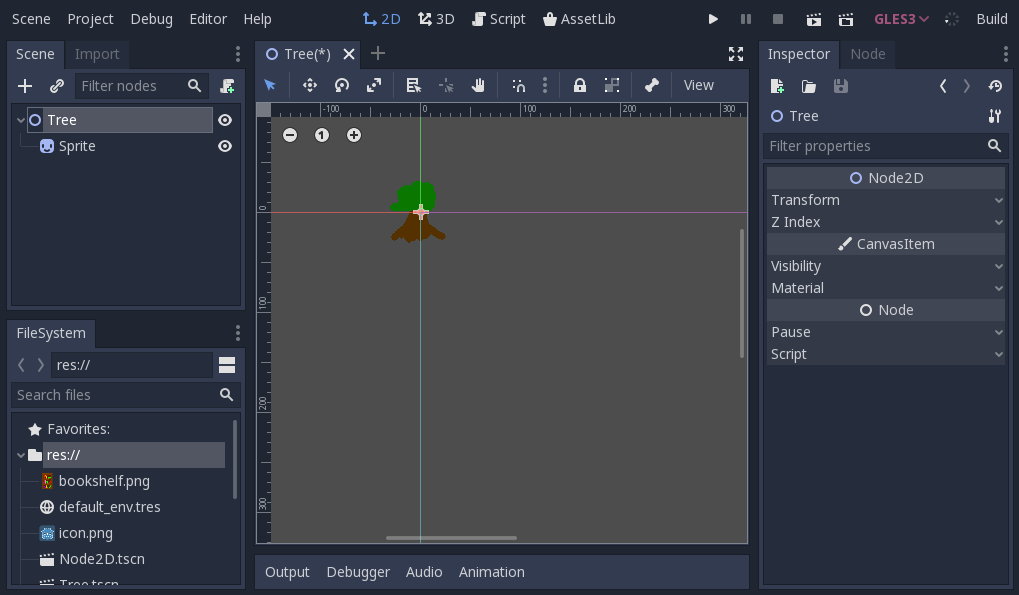 Scene Project Debug Editor Help 2D 3D Script AssetLib GLES3 Build
Scene Import
Filter nodes
Tree
Sprite
FileSystem
res://
Search files
Favorites:
res://
bookshelf.png
default_env.tres
icon.png
Node2D.tscn
Tree.tscn
Tree(*)
View
-100 0 100 200 300
1
0
100
200
300
Output Debugger Audio Animation
Inspector Node
Tree
Filter properties
Node2D
Transform
Z Index
CanvasItem
Visibility
Material
Node
Pause
Script